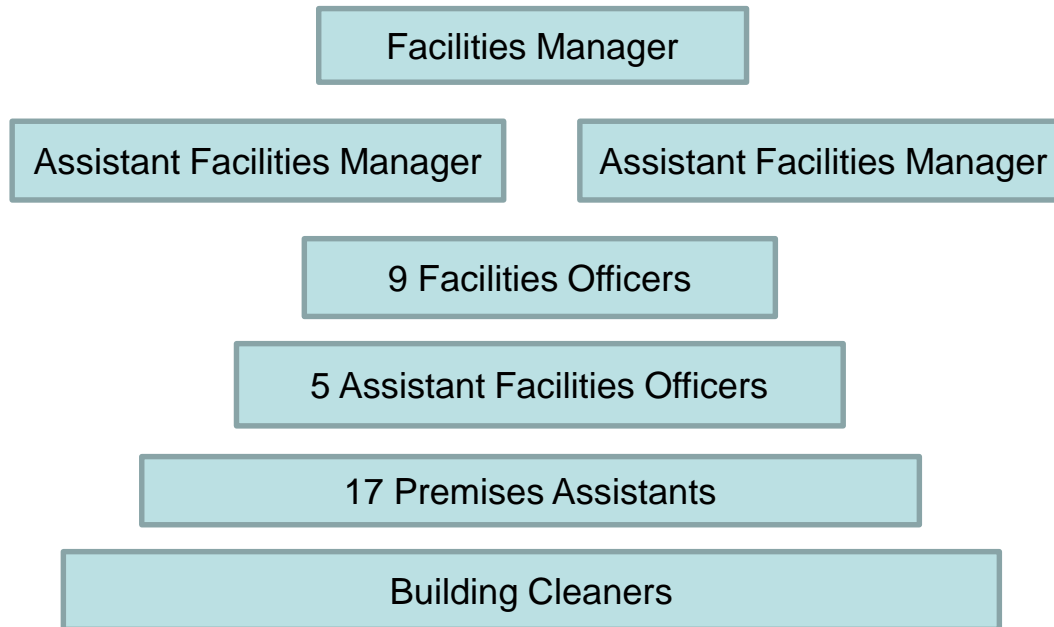 Facilities Manager
Assistant Facilities Manager
Assistant Facilities Manager
9 Facilities Officers
5 Assistant Facilities Officers
17 Premises Assistants
Building Cleaners